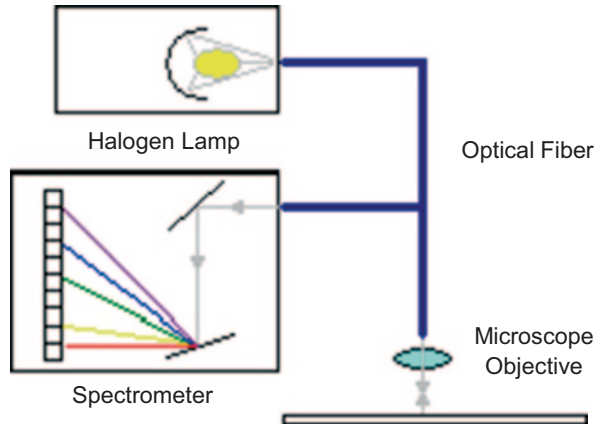 Halogen Lamp
Optical Fiber
Microscope
Objective
Spectrometer